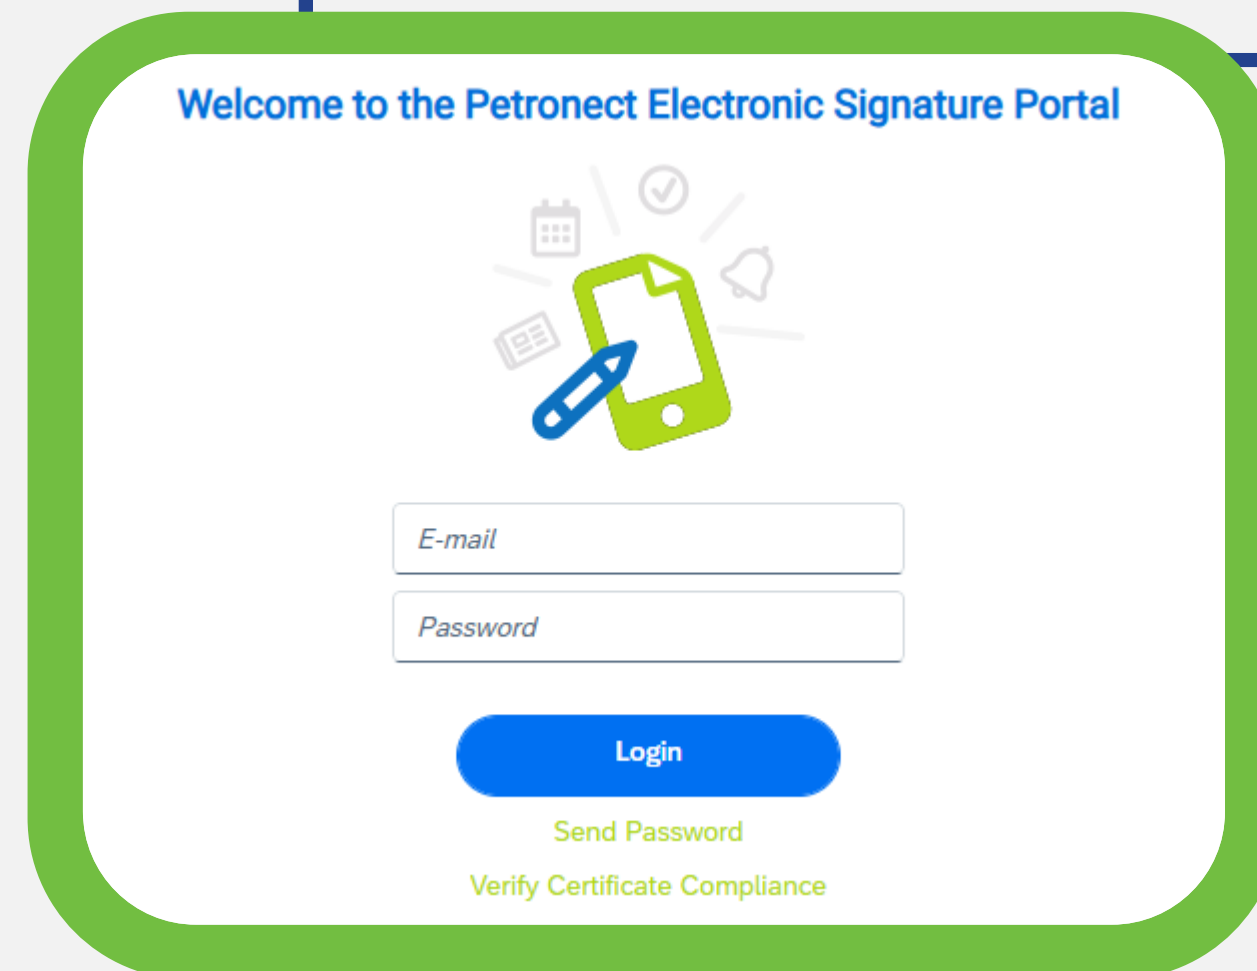 Welcome to the Petronect Electronic Signature Portal
E-mail
Password
Login
Send Password
Verify Certificate Compliance